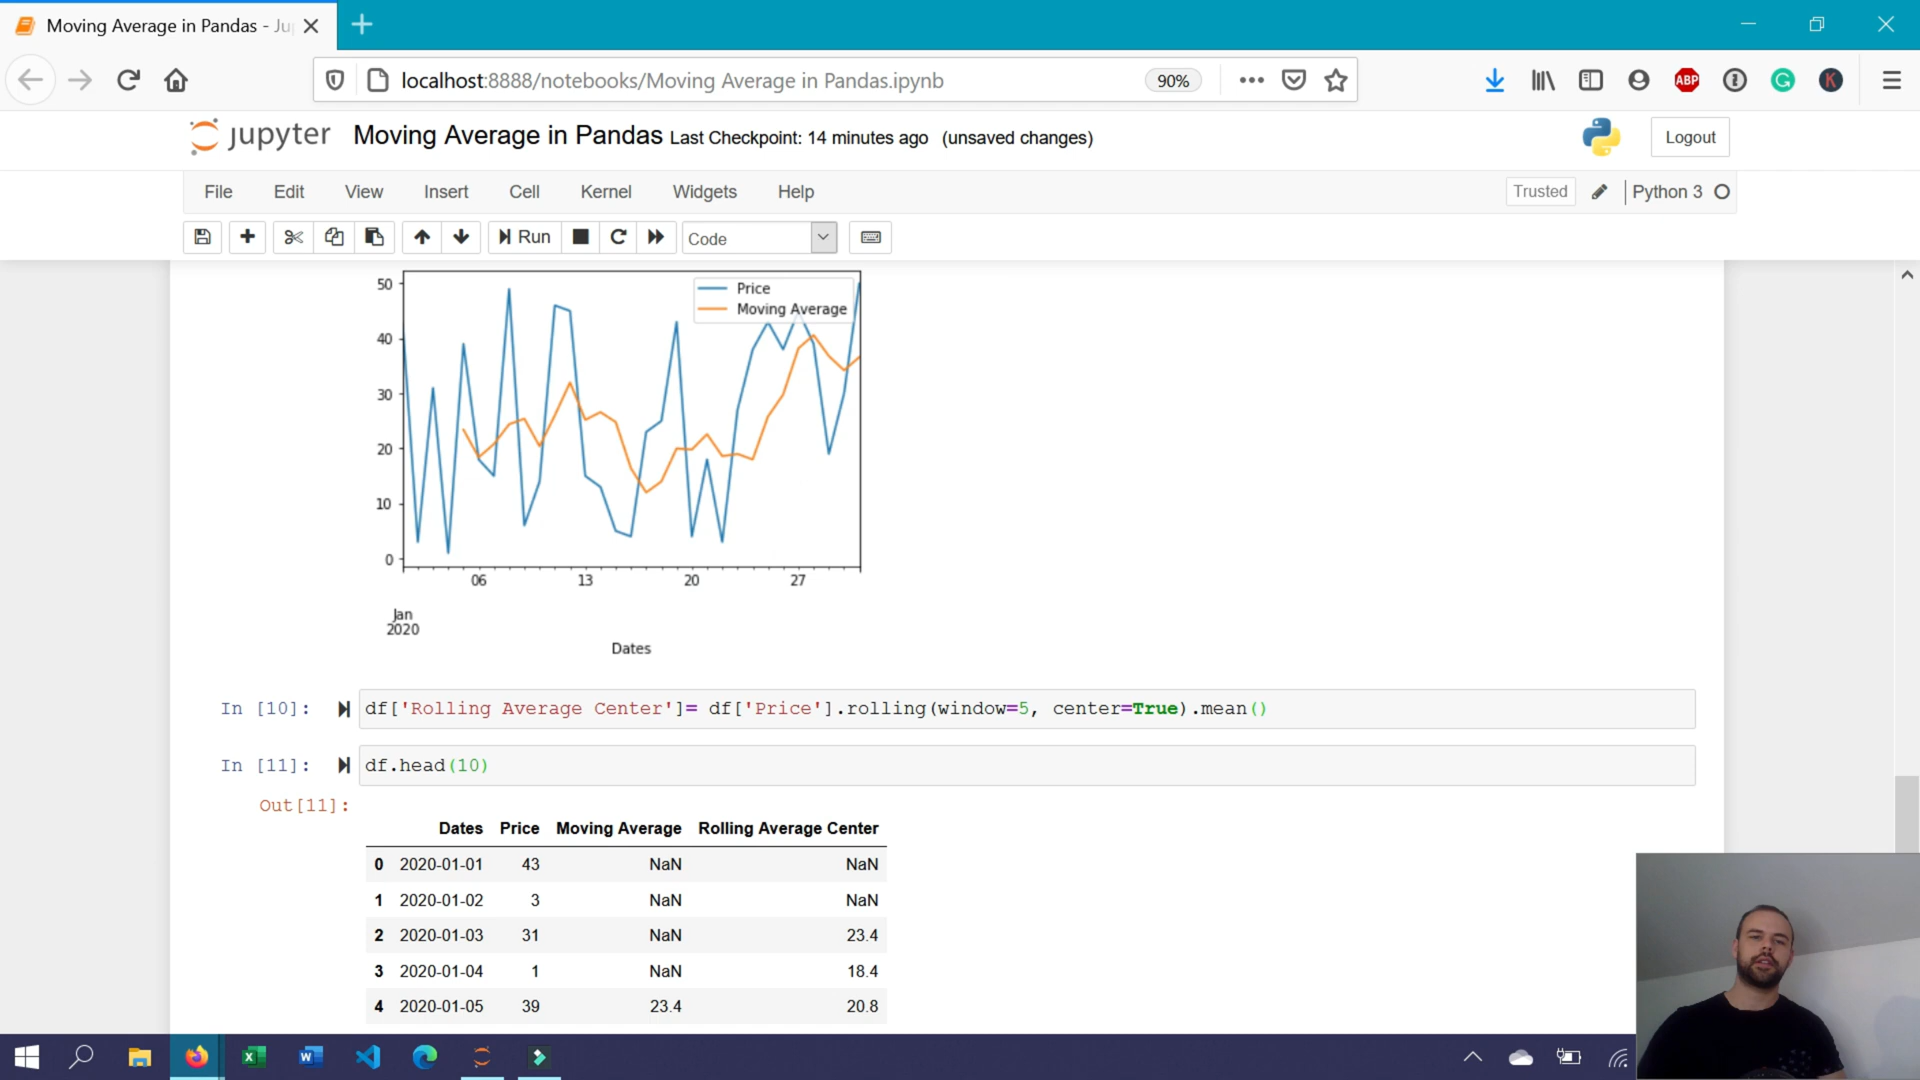 Moving Average in Pandas - Ju
localhost:8888/notebooks/Moving Average in Pandas.ipynb
90%
ABP
K
jupyter
Moving Average in Pandas Last Checkpoint: 14 minutes ago (unsaved changes)
Logout
File Edit View Insert Cell Kernel Widgets Help
Trusted
Python 3
Run
Code
50
40
30
20
10
0
Price
Moving Average
06 13 20 27
Jan
2020
Dates
In [10]: df['Rolling Average Center']= df['Price'].rolling(window=5, center=True).mean()
In [11]: df.head(10)
Out[11]:
Dates Price Moving Average Rolling Average Center
0 2020-01-01 43 NaN NaN
1 2020-01-02 3 NaN NaN
2 2020-01-03 31 NaN 23.4
3 2020-01-04 1 NaN 18.4
4 2020-01-05 39 23.4 20.8